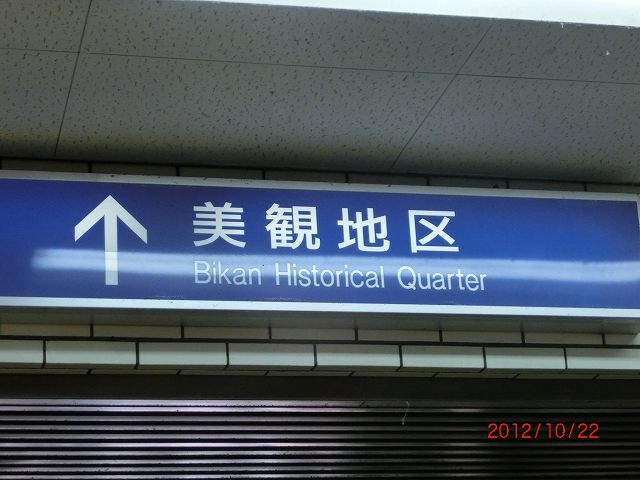 美観地区
Bikan Historical Quarter
2012/10/22